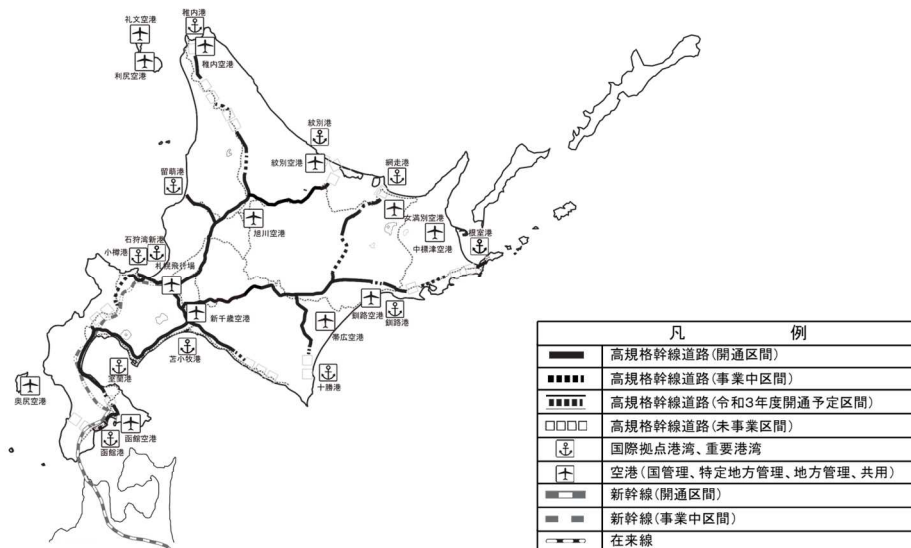 稚内港
礼文空港
稚内空港
利尻空港
紋別港
紋別空港
網走港
留萌港
女満別空港
旭川空港
中標津空港
根室港
石狩湾新港
小樽港
札幌飛行場
新千歳空港
釧路空港
釧路港
帯広空港
苫小牧港
室蘭港
十勝港
奥尻空港
函館空港
函館港
凡 例
高規格幹線道路(開通区間)
高規格幹線道路(事業中区間)
高規格幹線道路(令和3年度開通予定区間)
高規格幹線道路(未事業区間)
国際拠点港湾、重要港湾
空港(国管理、特定地方管理、地方管理、共用)
新幹線(開通区間)
新幹線(事業中区間)
在来線